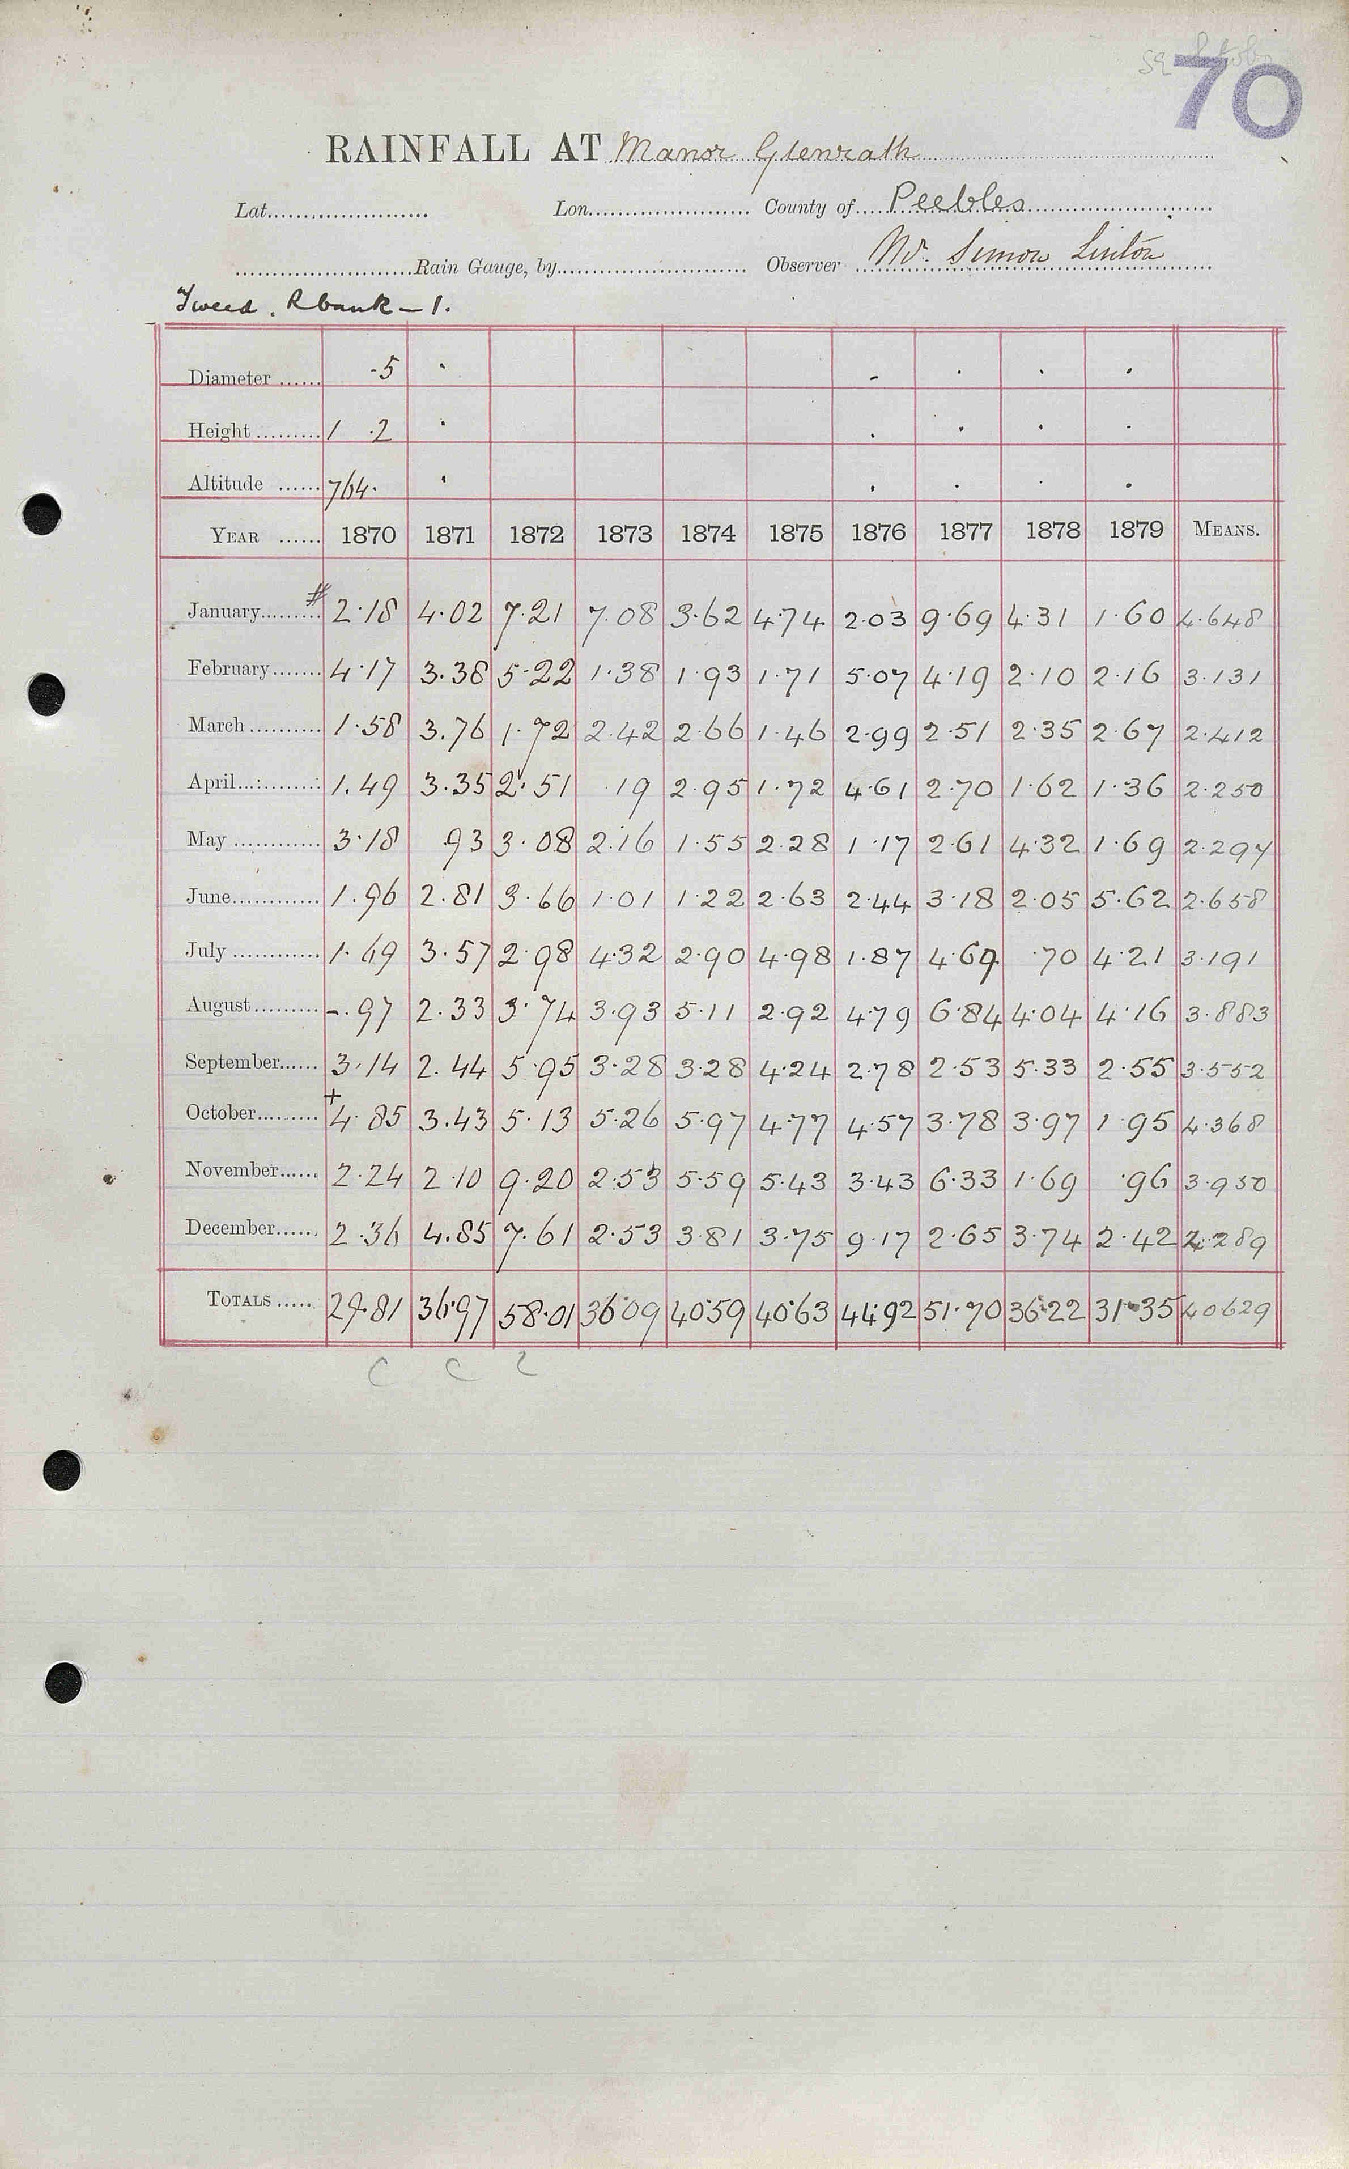 70
RAINFALL AT Manor Glenrath
Lat. Lon. County of Peebles
Rain Gauge, by Observer Mr. Simon Linton
Tweed. Rbank - 1.
Diameter ...... ·5
Height ......... 1 ·2
Altitude ...... 764·
YEAR ...... 1870 1871 1872 1873 1874 1875 1876 1877 1878 1879 MEANS.
January # 2·18 4·02 7·21 7·08 3·62 4·74 2·03 9·69 4·31 1·60 4·648
February 4·17 3·38 5·22 1·38 1·93 1·71 5·07 4·19 2·10 2·16 3·131
March 1·58 3·76 1·72 2·42 2·66 1·46 2·99 2·51 2·35 2·67 2·412
April 1·49 3·35 2·51 ·19 2·95 1·72 4·61 2·70 1·62 1·36 2·250
May 3·18 ·93 3·08 2·16 1·55 2·28 1·17 2·61 4·32 1·69 2·297
June 1·96 2·81 3·66 1·01 1·22 2·63 2·44 3·18 2·05 5·62 2·658
July 1·69 3·57 2·98 4·32 2·90 4·98 1·87 4·69 ·70 4·21 3·191
August -·97 2·33 3·74 3·93 5·11 2·92 4·79 6·84 4·04 4·16 3·883
September 3·14 2·44 5·95 3·28 3·28 4·24 2·78 2·53 5·33 2·55 3·552
October + 4·85 3·43 5·13 5·26 5·97 4·77 4·57 3·78 3·97 1·95 4·368
November 2·24 2·10 9·20 2·53 5·59 5·43 3·43 6·33 1·69 ·96 3·950
December 2·36 4·85 7·61 2·53 3·81 3·75 9·17 2·65 3·74 2·42 4·289
TOTALS 29·81 36·97 58·01 36·09 40·59 40·63 44·92 51·70 36·22 31·35 40629
C C C